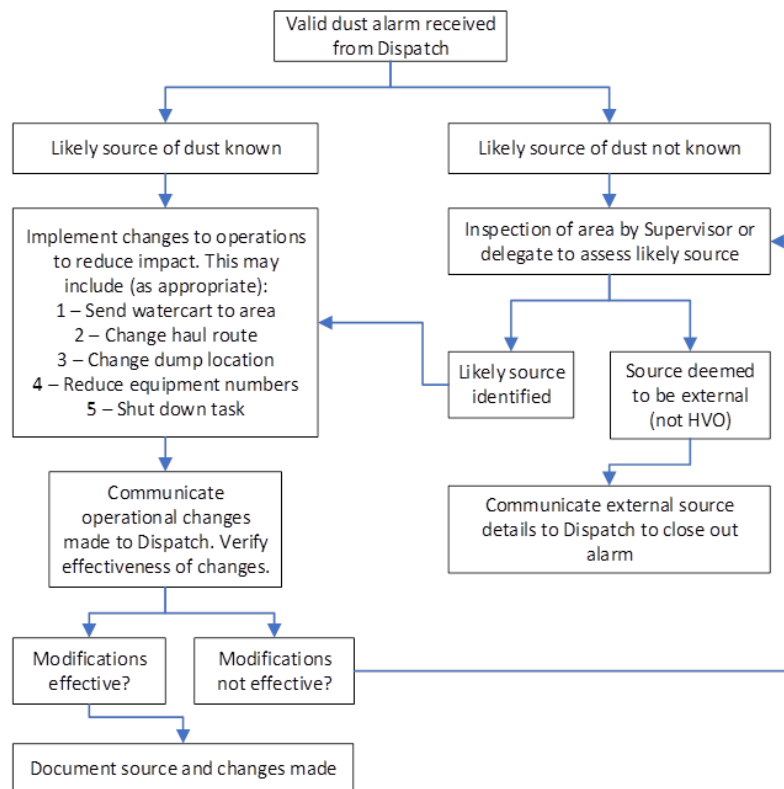 Valid dust alarm received
from Dispatch
Likely source of dust known
Likely source of dust not known
Implement changes to operations
to reduce impact. This may
include (as appropriate):
1 – Send watercart to area
2 – Change haul route
3 – Change dump location
4 – Reduce equipment numbers
5 – Shut down task
Inspection of area by Supervisor or
delegate to assess likely source
Likely source
identified
Source deemed
to be external
(not HVO)
Communicate
operational changes
made to Dispatch. Verify
effectiveness of changes.
Communicate external source
details to Dispatch to close out
alarm
Modifications
effective?
Modifications
not effective?
Document source and changes made